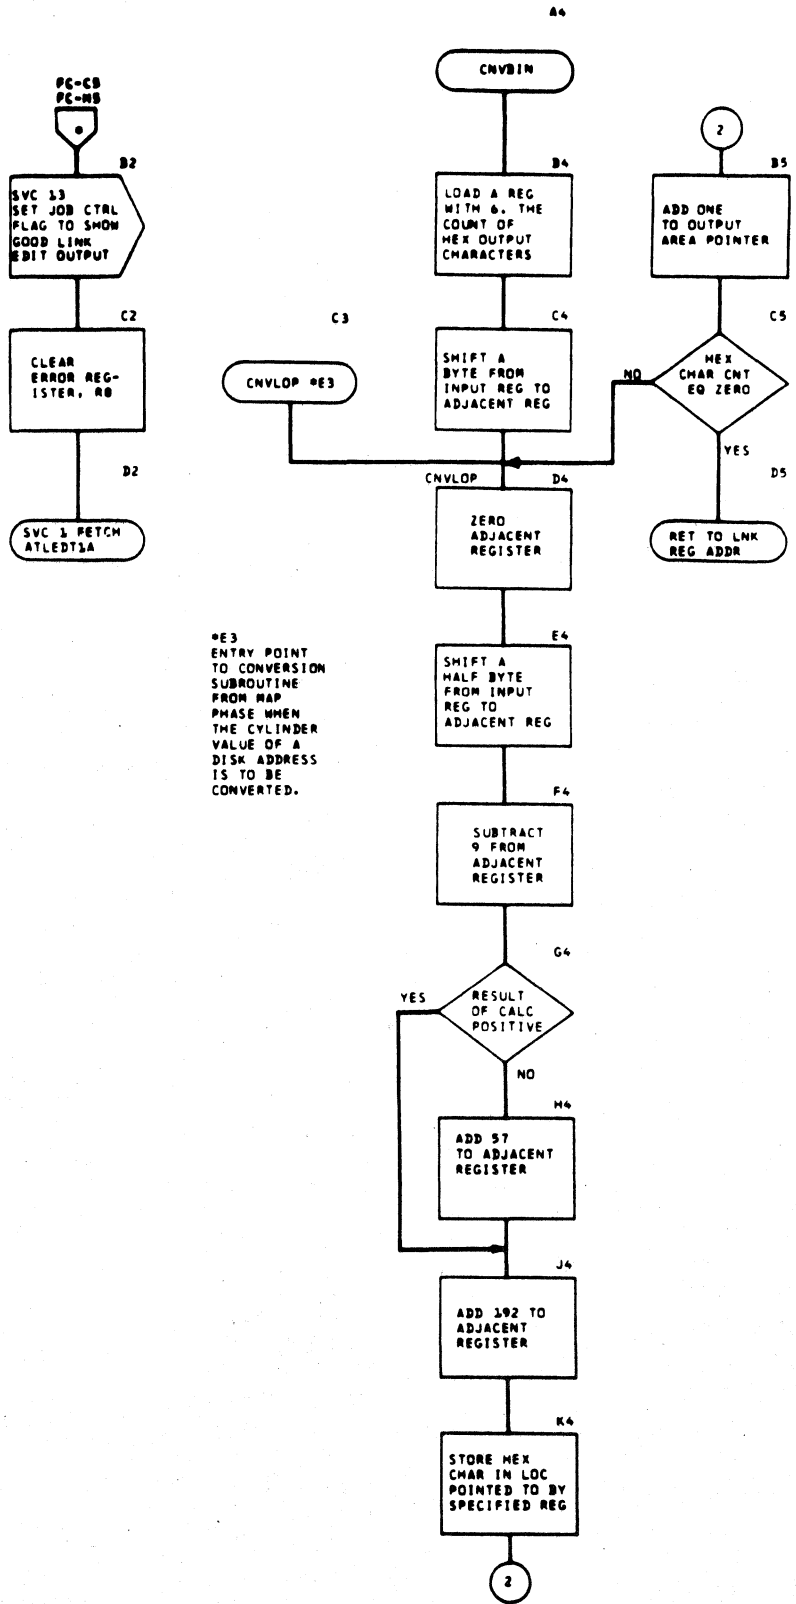 A4
CNVBIN
FC-C3
FC-H5
*
B2
SVC 13
SET JOB CTRL
FLAG TO SHOW
GOOD LINK
EDIT OUTPUT
C2
CLEAR
ERROR REG-
ISTER, R8
D2
SVC 1 FETCH
ATLEDT1A
C3
CNVLOP *E3
*E3
ENTRY POINT
TO CONVERSION
SUBROUTINE
FROM MAP
PHASE WHEN
THE CYLINDER
VALUE OF A
DISK ADDRESS
IS TO BE
CONVERTED.
B4
LOAD A REG
WITH 6, THE
COUNT OF
HEX OUTPUT
CHARACTERS
C4
SHIFT A
BYTE FROM
INPUT REG TO
ADJACENT REG
CNVLOP
D4
ZERO
ADJACENT
REGISTER
E4
SHIFT A
HALF BYTE
FROM INPUT
REG TO
ADJACENT REG
F4
SUBTRACT
9 FROM
ADJACENT
REGISTER
G4
YES
RESULT
OF CALC
POSITIVE
NO
H4
ADD 57
TO ADJACENT
REGISTER
J4
ADD 192 TO
ADJACENT
REGISTER
K4
STORE HEX
CHAR IN LOC
POINTED TO BY
SPECIFIED REG
2
2
B5
ADD ONE
TO OUTPUT
AREA POINTER
C5
NO
HEX
CHAR CNT
EQ ZERO
YES
D5
RET TO LNK
REG ADDR